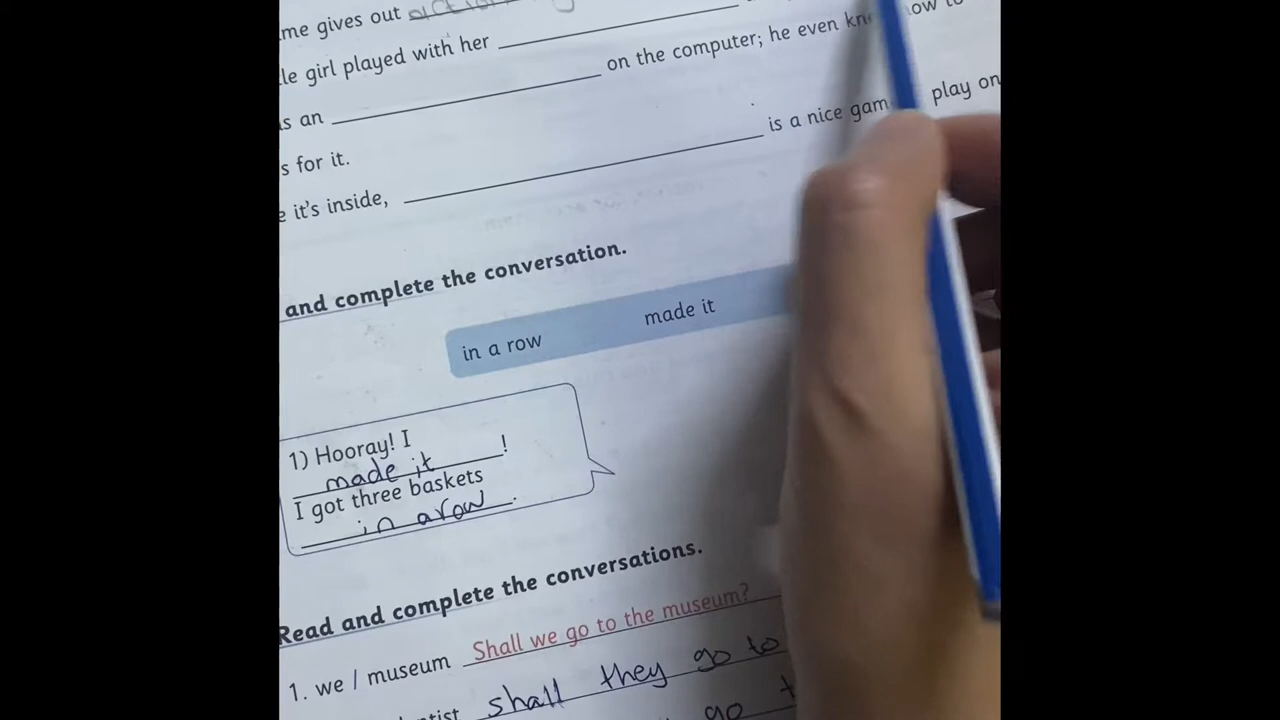 me gives out
le girl played with her
s an on the computer; he even
s for it.
e it's inside, is a nice play on
and complete the conversation.
in a row made it
1) Hooray! I
made it !
I got three baskets
in a row.
Read and complete the conversations.
1. we / museum Shall we go to the museum?
shall they go to
go